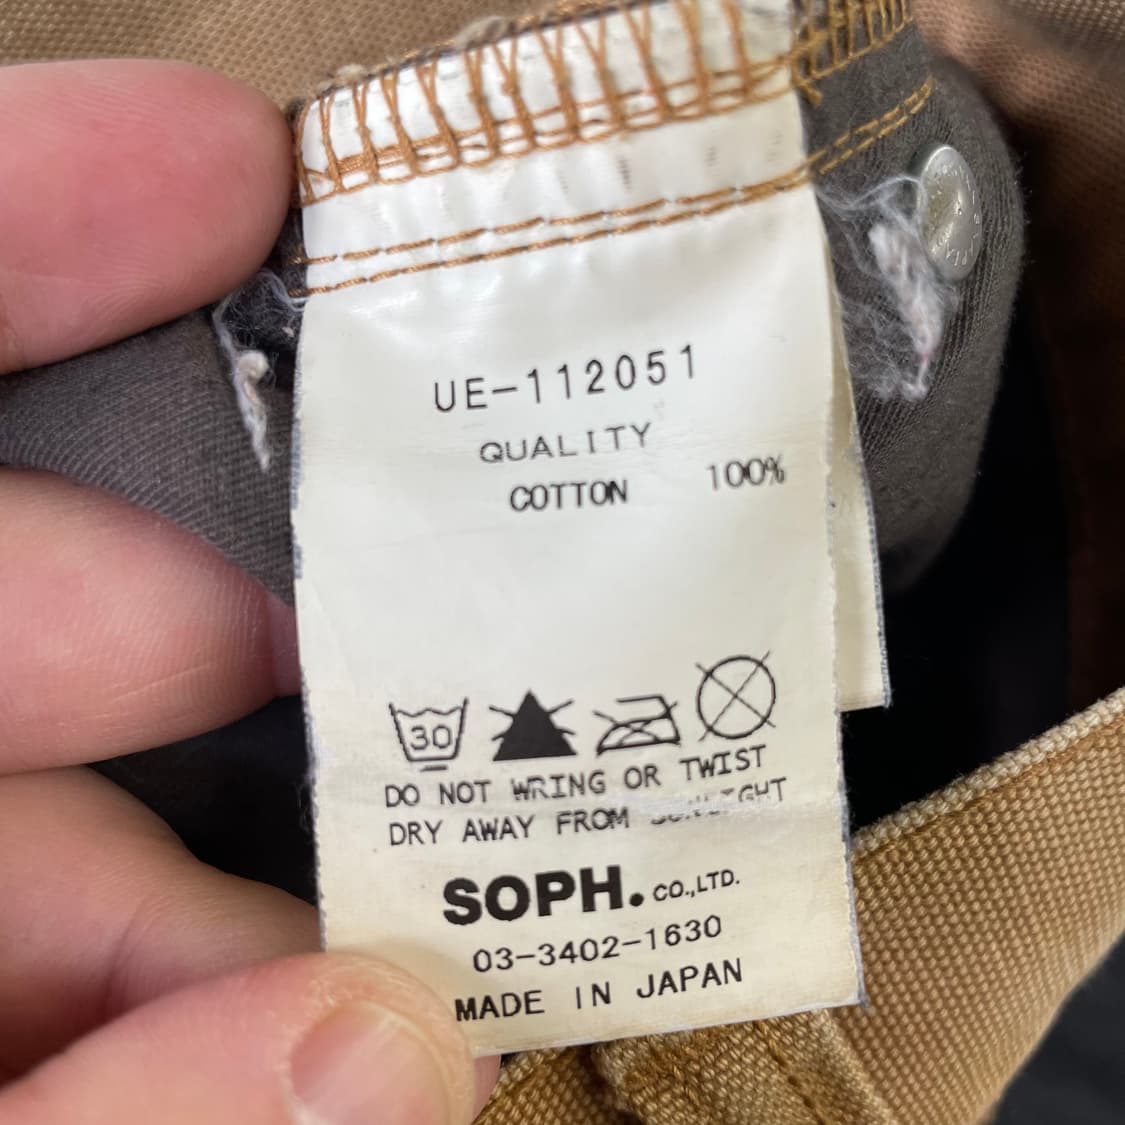 UE-112051
QUALITY
COTTON 100%
30
DO NOT WRING OR TWIST
DRY AWAY FROM SUNLIGHT
SOPH. CO.,LTD.
03-3402-1630
MADE IN JAPAN